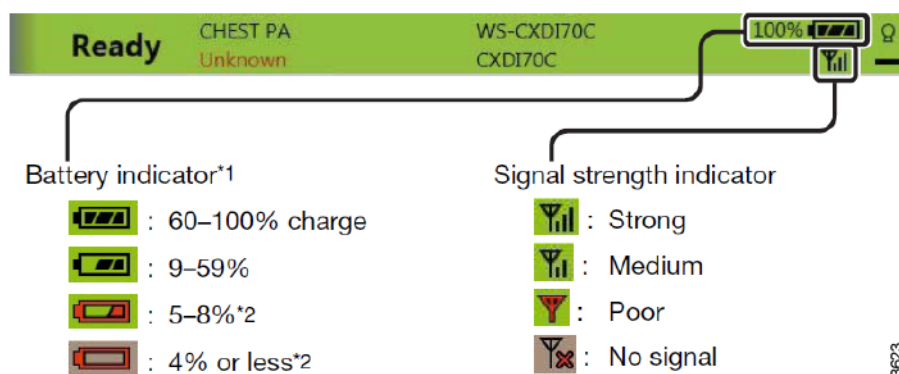 Ready
CHEST PA
Unknown
WS-CXDI70C
CXDI70C
100%
Battery indicator*1
: 60–100% charge
: 9–59%
: 5–8%*2
: 4% or less*2
Signal strength indicator
: Strong
: Medium
: Poor
: No signal